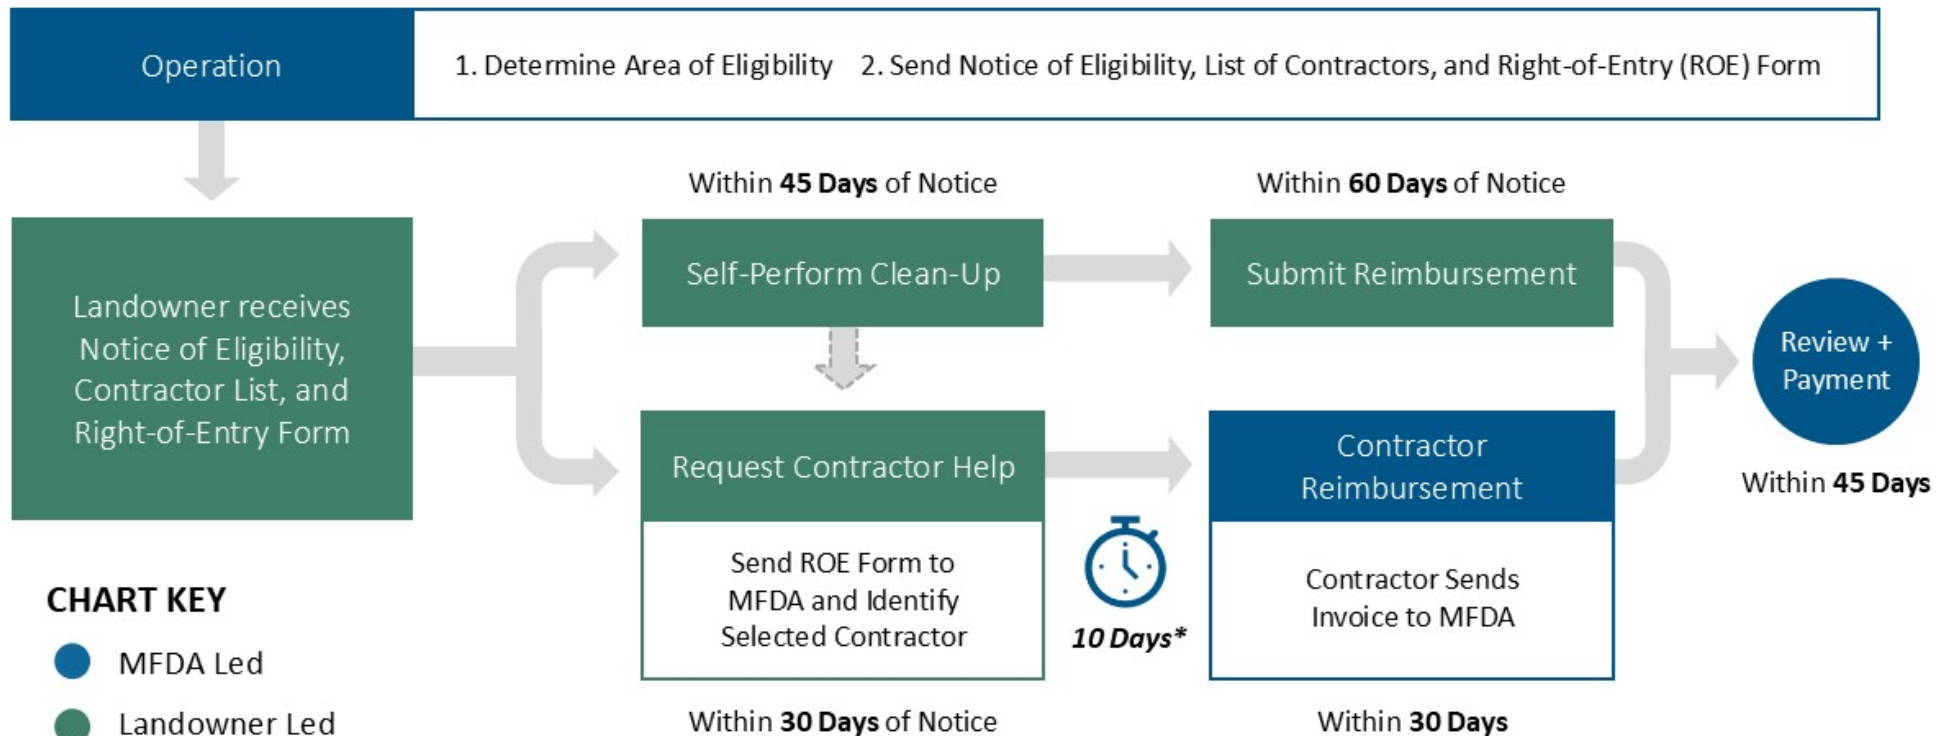 Operation
1. Determine Area of Eligibility 2. Send Notice of Eligibility, List of Contractors, and Right-of-Entry (ROE) Form
Landowner receives
Notice of Eligibility,
Contractor List, and
Right-of-Entry Form
Within 45 Days of Notice
Self-Perform Clean-Up
Within 60 Days of Notice
Submit Reimbursement
Request Contractor Help
Send ROE Form to
MFDA and Identify
Selected Contractor
Within 30 Days of Notice
10 Days*
Contractor
Reimbursement
Contractor Sends
Invoice to MFDA
Within 30 Days
Review +
Payment
Within 45 Days
CHART KEY
MFDA Led
Landowner Led